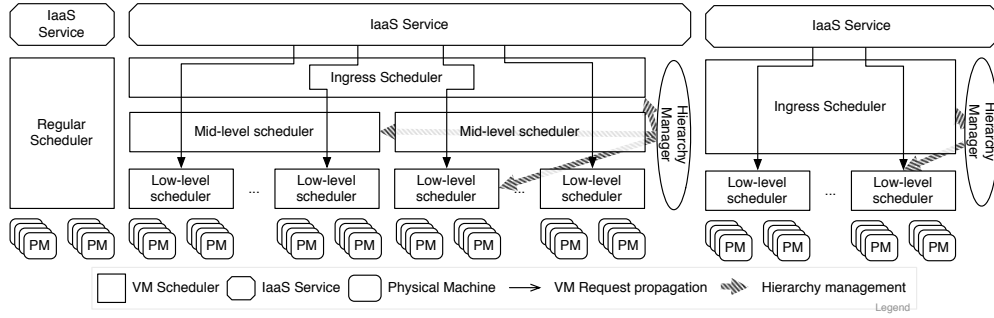 IaaS
Service
IaaS Service
IaaS Service
Regular
Scheduler
Ingress Scheduler
Mid-level scheduler
Mid-level scheduler
Hierarchy
Manager
Ingress Scheduler
Hierarchy
Manager
Low-level
scheduler
...
Low-level
scheduler
Low-level
scheduler
...
Low-level
scheduler
Low-level
scheduler
...
Low-level
scheduler
PM
PM
PM
PM
PM
PM
PM
PM
PM
PM
PM
PM
PM
PM
VM Scheduler
IaaS Service
Physical Machine
VM Request propagation
Hierarchy management
Legend